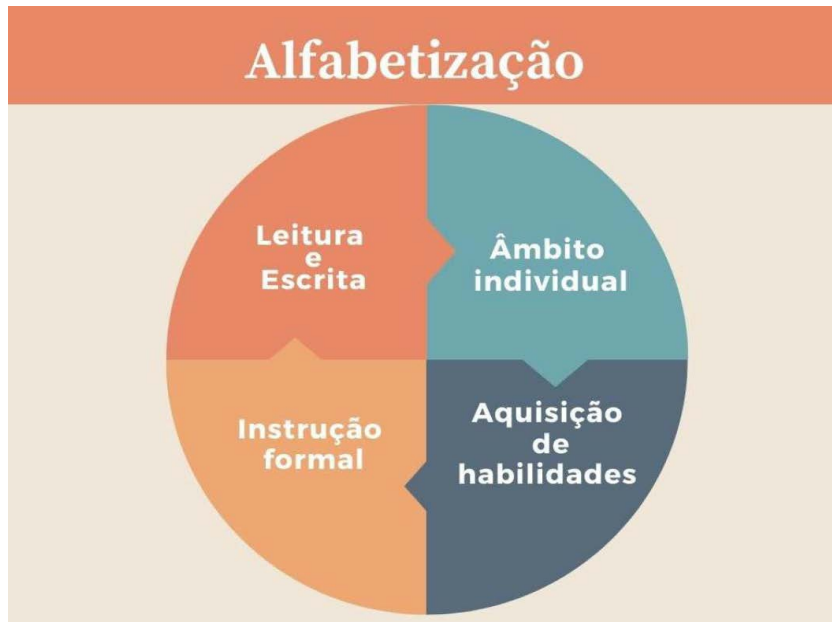 Alfabetização
Leitura
e
Escrita
Âmbito
individual
Instrução
formal
Aquisição
de
habilidades